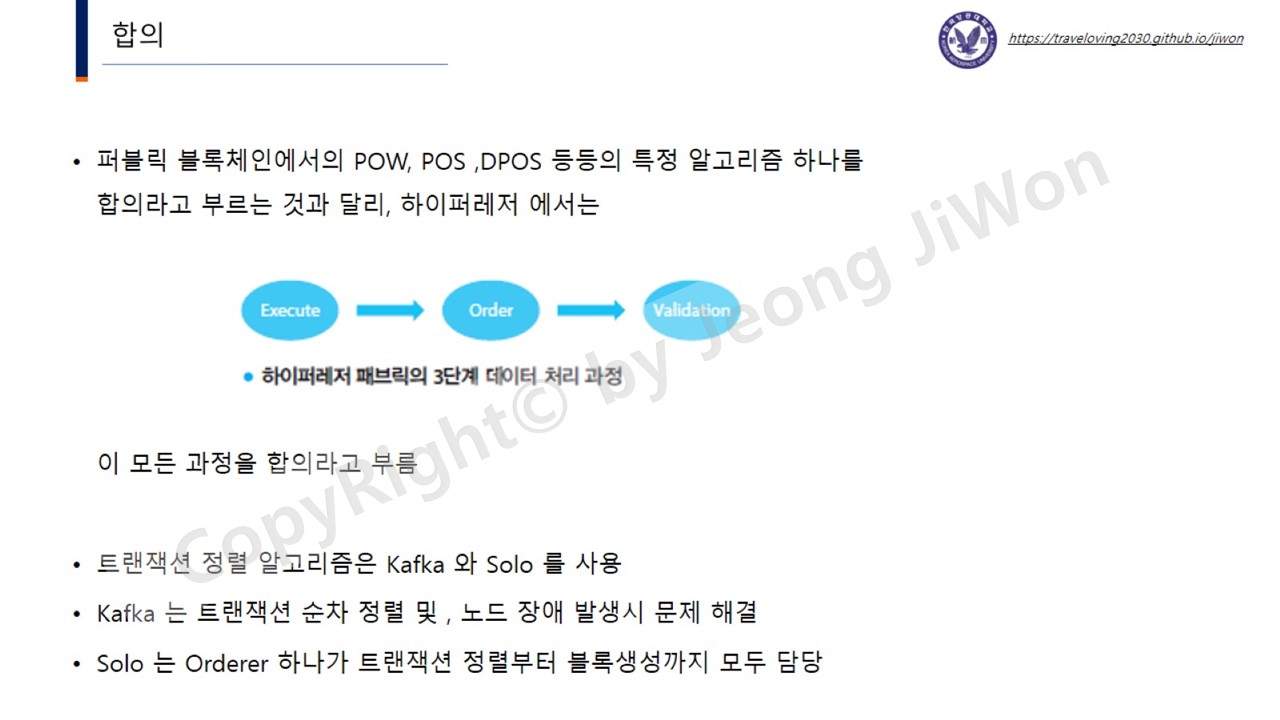 합의
https://traveloving2030.github.io/jiwon
• 퍼블릭 블록체인에서의 POW, POS ,DPOS 등등의 특정 알고리즘 하나를
합의라고 부르는 것과 달리, 하이퍼레저 에서는
Execute
Order
Validation
• 하이퍼레저 패브릭의 3단계 데이터 처리 과정
CopyRight© by Jeong JiWon
이 모든 과정을 합의라고 부름
• 트랜잭션 정렬 알고리즘은 Kafka 와 Solo 를 사용
• Kafka 는 트랜잭션 순차 정렬 및 , 노드 장애 발생시 문제 해결
• Solo 는 Orderer 하나가 트랜잭션 정렬부터 블록생성까지 모두 담당